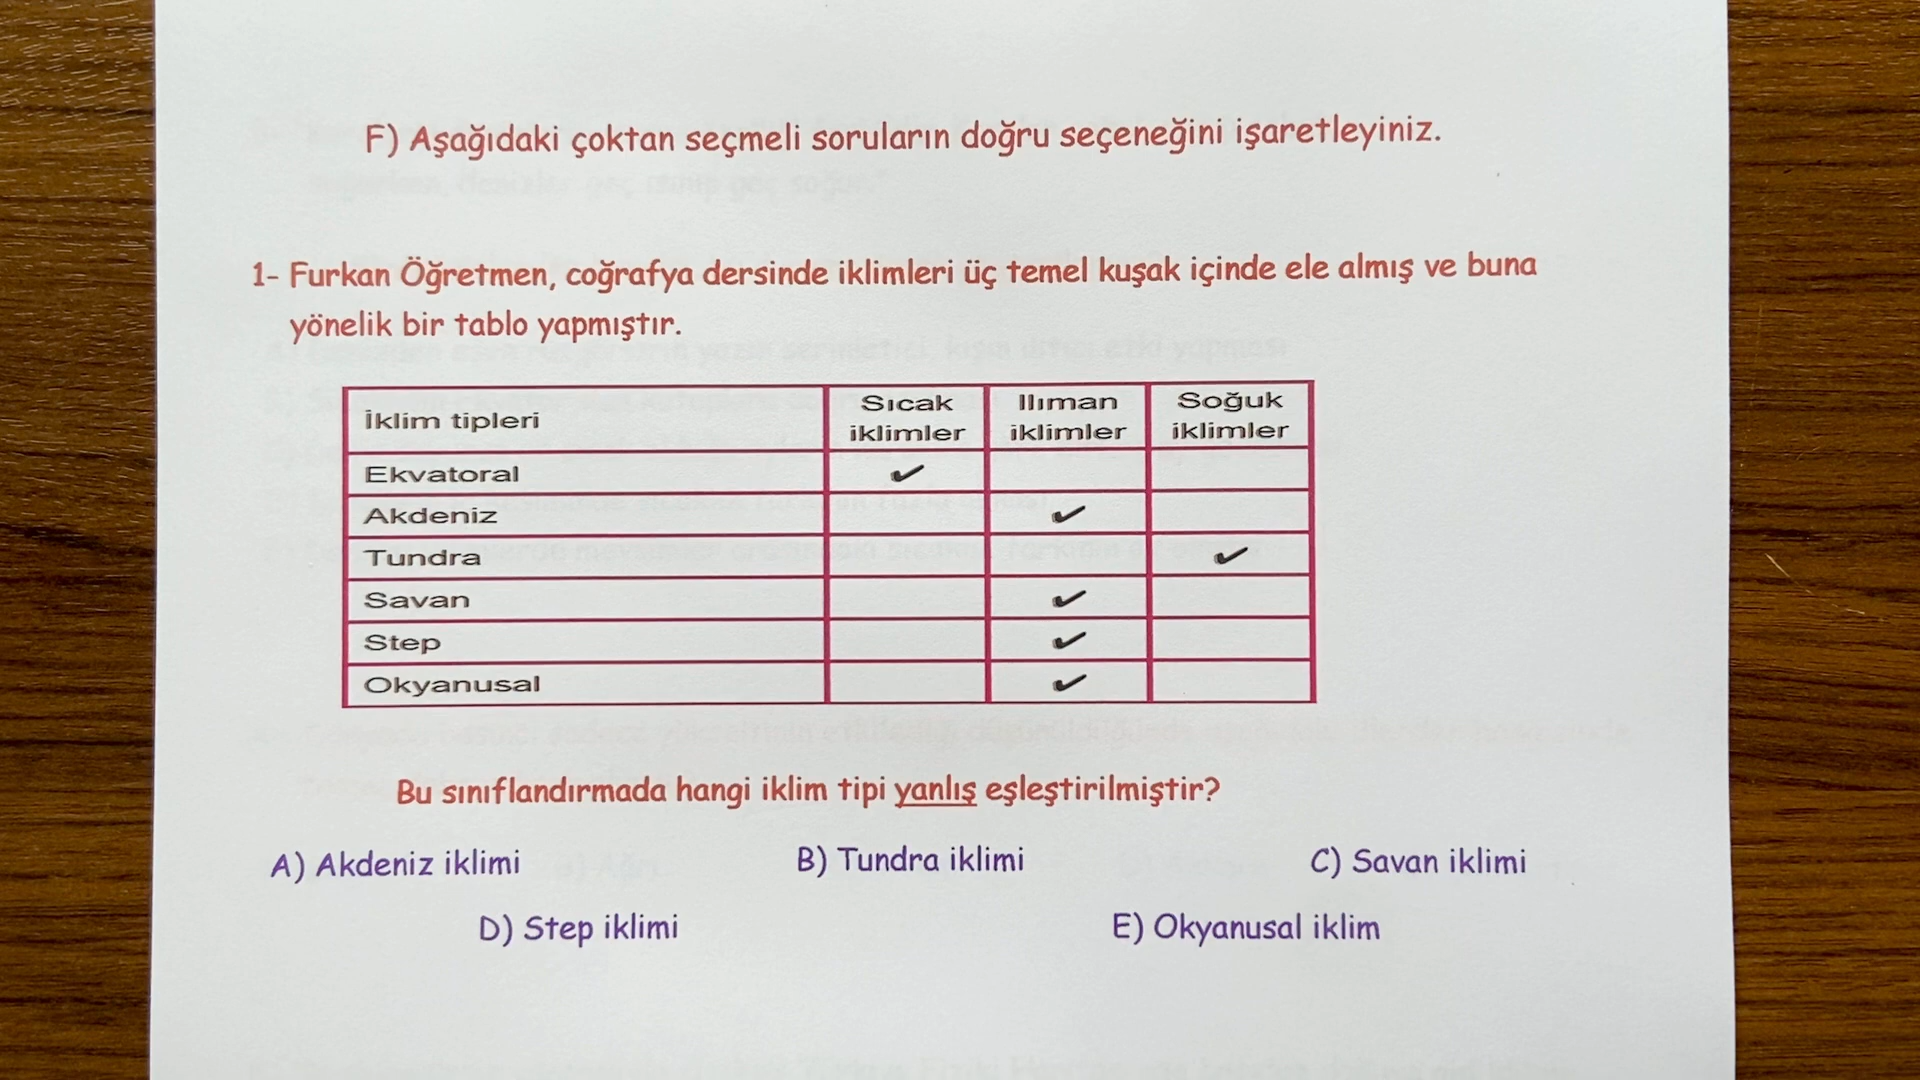 F) Aşağıdaki çoktan seçmeli soruların doğru seçeneğini işaretleyiniz.
1- Furkan Öğretmen, coğrafya dersinde iklimleri üç temel kuşak içinde ele almış ve buna
yönelik bir tablo yapmıştır.
İklim tipleri Sıcak iklimler Ilıman iklimler Soğuk iklimler
Ekvatoral ✔
Akdeniz ✔
Tundra ✔
Savan ✔
Step ✔
Okyanusal ✔
Bu sınıflandırmada hangi iklim tipi yanlış eşleştirilmiştir?
A) Akdeniz iklimi B) Tundra iklimi C) Savan iklimi
D) Step iklimi E) Okyanusal iklim